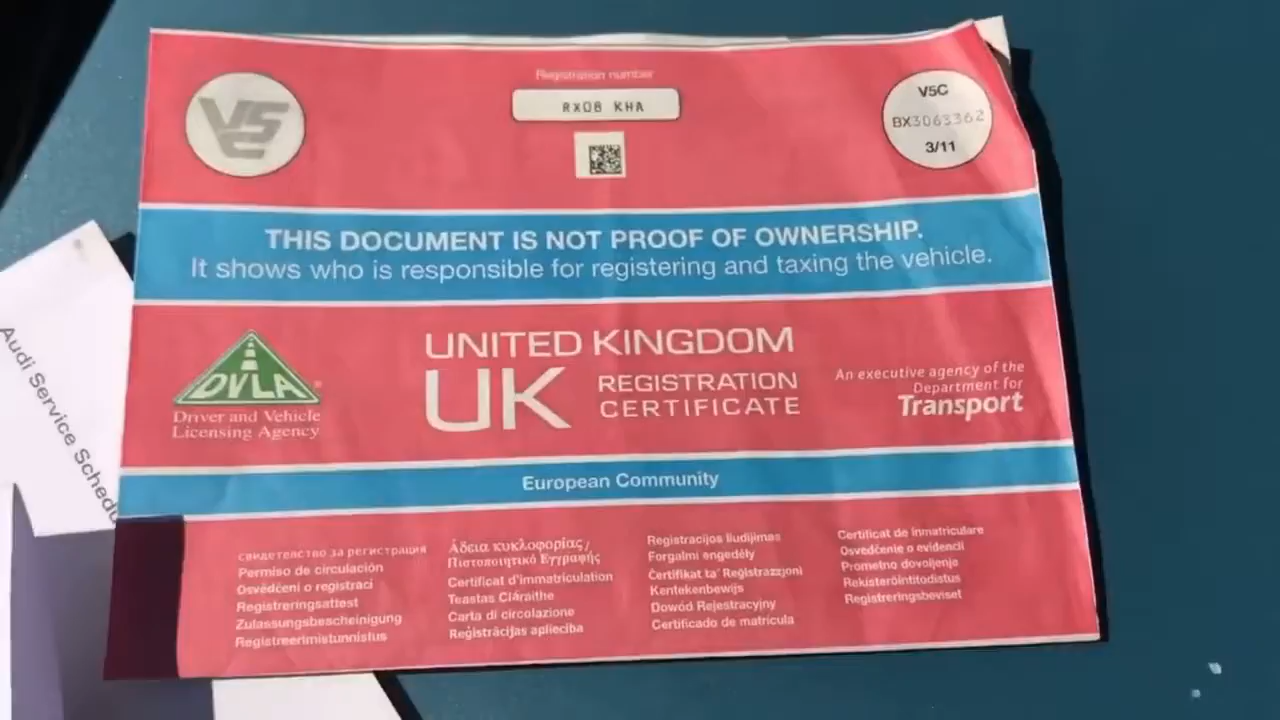 Registration number
RX08 KHA
V5C
V5C
BX3063362
3/11
THIS DOCUMENT IS NOT PROOF OF OWNERSHIP.
It shows who is responsible for registering and taxing the vehicle.
DVLA
Driver and Vehicle
Licensing Agency
UNITED KINGDOM
UK REGISTRATION
CERTIFICATE
An executive agency of the
Department for
Transport
European Community
свидетелство за регистрация
Permiso de circulación
Osvědčení o registraci
Registreringsattest
Zulassungsbescheinigung
Registreerimistunnistus
Άδεια κυκλοφορίας/
Πιστοποιητικό Εγγραφής
Certificat d'immatriculation
Teastas Cláraithe
Carta di circolazione
Reģistrācijas apliecība
Registracijos liudijimas
Forgalmi engedély
Ċertifikat ta' Reġistrazzjoni
Kentekenbewijs
Dowód Rejestracyjny
Certificado de matrícula
Certificat de înmatriculare
Osvedčenie o evidencii
Prometno dovoljenje
Rekisteröintitodistus
Registreringsbeviset
Audi Service Schedu